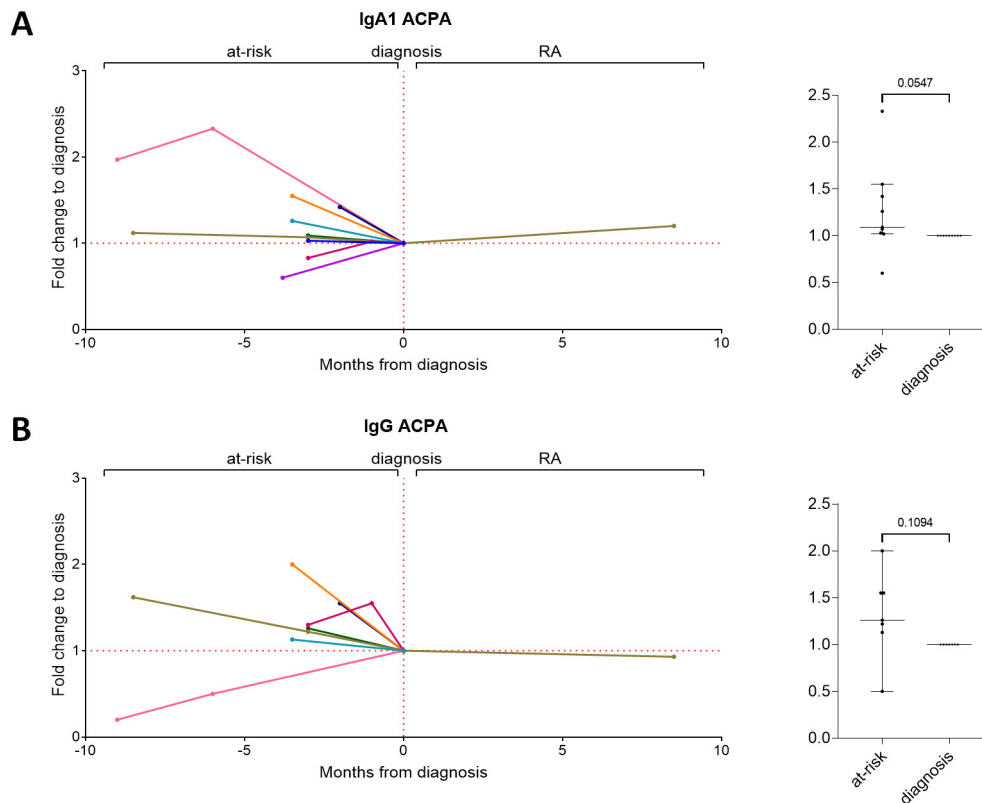 A
IgA1 ACPA
at-risk diagnosis RA
3
2
1
0
Fold change to diagnosis
-10 -5 0 5 10
Months from diagnosis
0.0547
2.5
2.0
1.5
1.0
0.5
0.0
at-risk diagnosis
B
IgG ACPA
at-risk diagnosis RA
3
2
1
0
Fold change to diagnosis
-10 -5 0 5 10
Months from diagnosis
0.1094
2.5
2.0
1.5
1.0
0.5
0.0
at-risk diagnosis